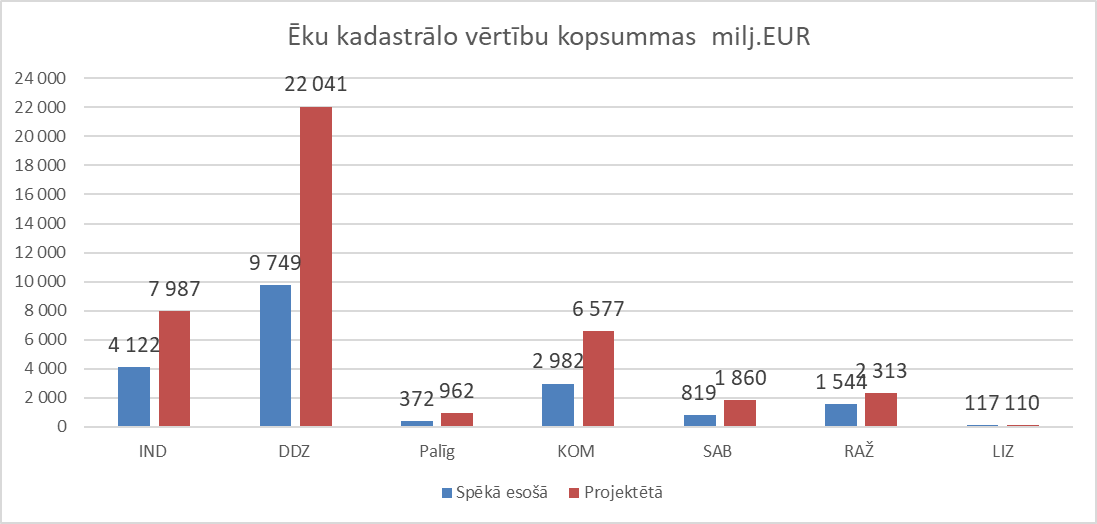 Ēku kadastrālo vērtību kopsummas  milj.EUR
24 000
22 000
20 000
18 000
16 000
14 000
12 000
10 000
8 000
6 000
4 000
2 000
0
4 122
7 987
9 749
22 041
372
962
2 982
6 577
819
1 860
1 544
2 313
117
110
IND
DDZ
Palīg
KOM
SAB
RAŽ
LIZ
Spēkā esošā
Projektētā